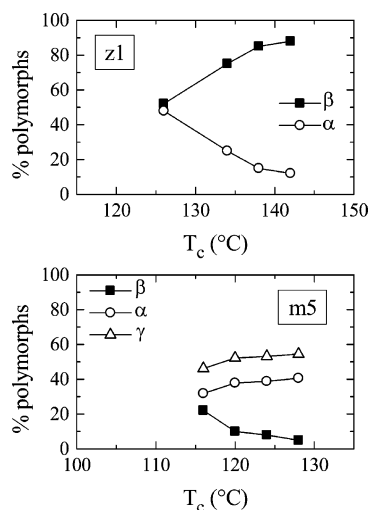 100
z1
80
60
β
α
40
20
0
120
130
140
150
% polymorphs
T_c (°C)
100
β
m5
α
80
γ
60
40
20
0
100
110
120
130
% polymorphs
T_c (°C)